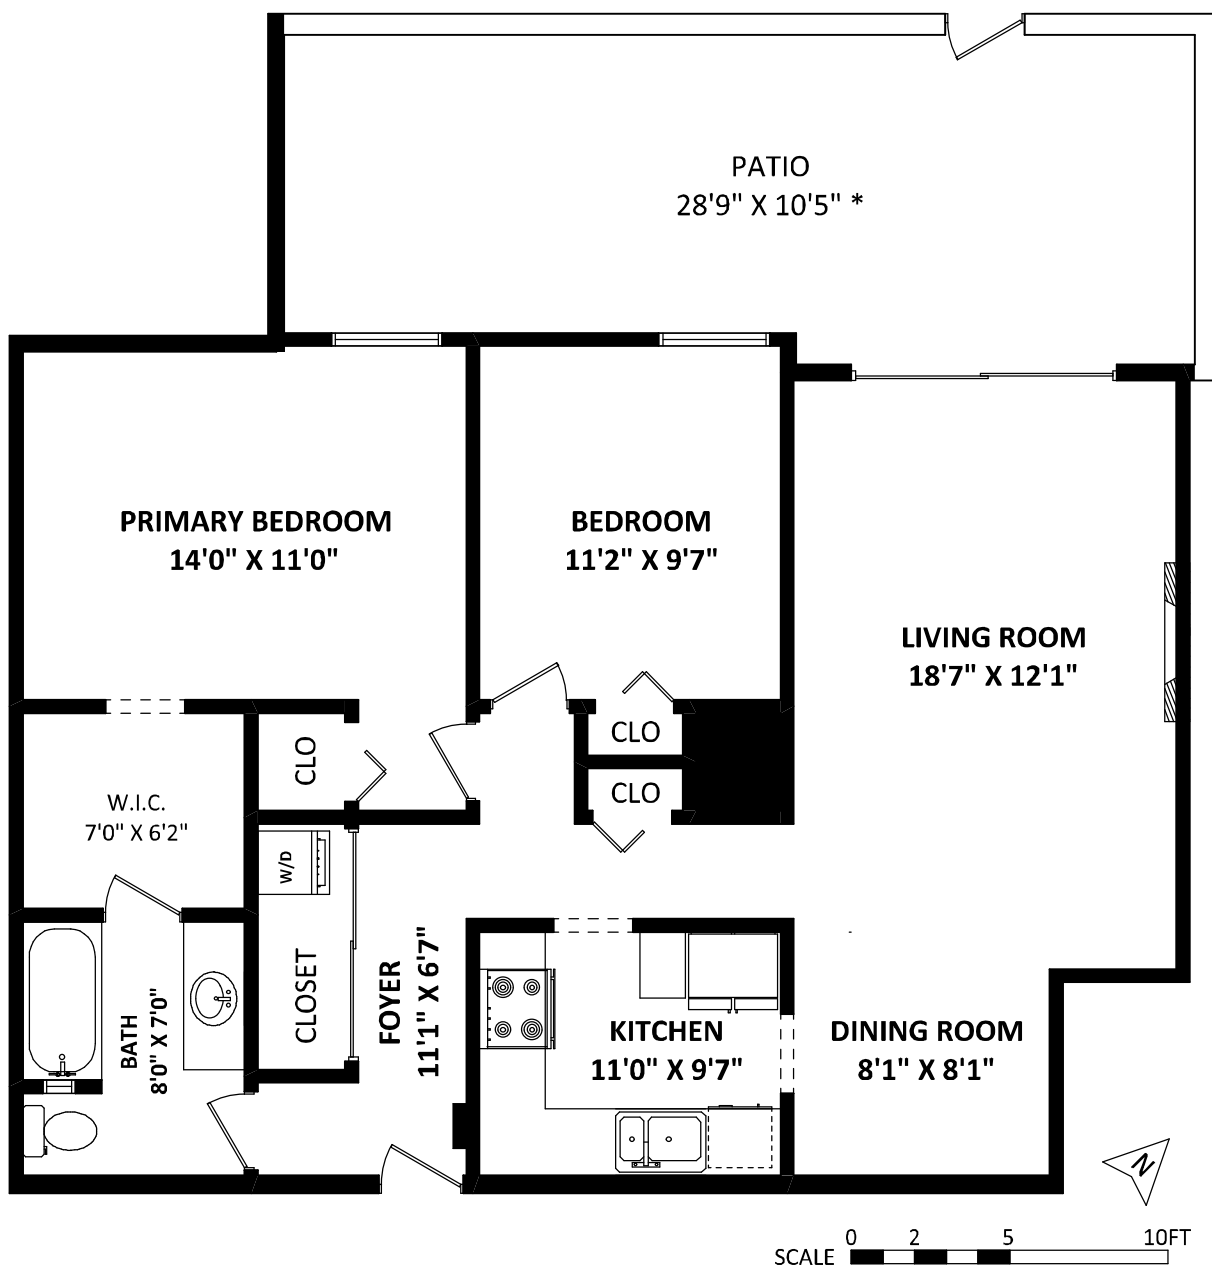 PATIO
28'9" X 10'5" *
PRIMARY BEDROOM
14'0" X 11'0"
BEDROOM
11'2" X 9'7"
LIVING ROOM
18'7" X 12'1"
CLO
CLO
CLO
W.I.C.
7'0" X 6'2"
W/D
CLOSET
FOYER
11'1" X 6'7"
BATH
8'0" X 7'0"
KITCHEN
11'0" X 9'7"
DINING ROOM
8'1" X 8'1"
N
0 2 5 10FT
SCALE